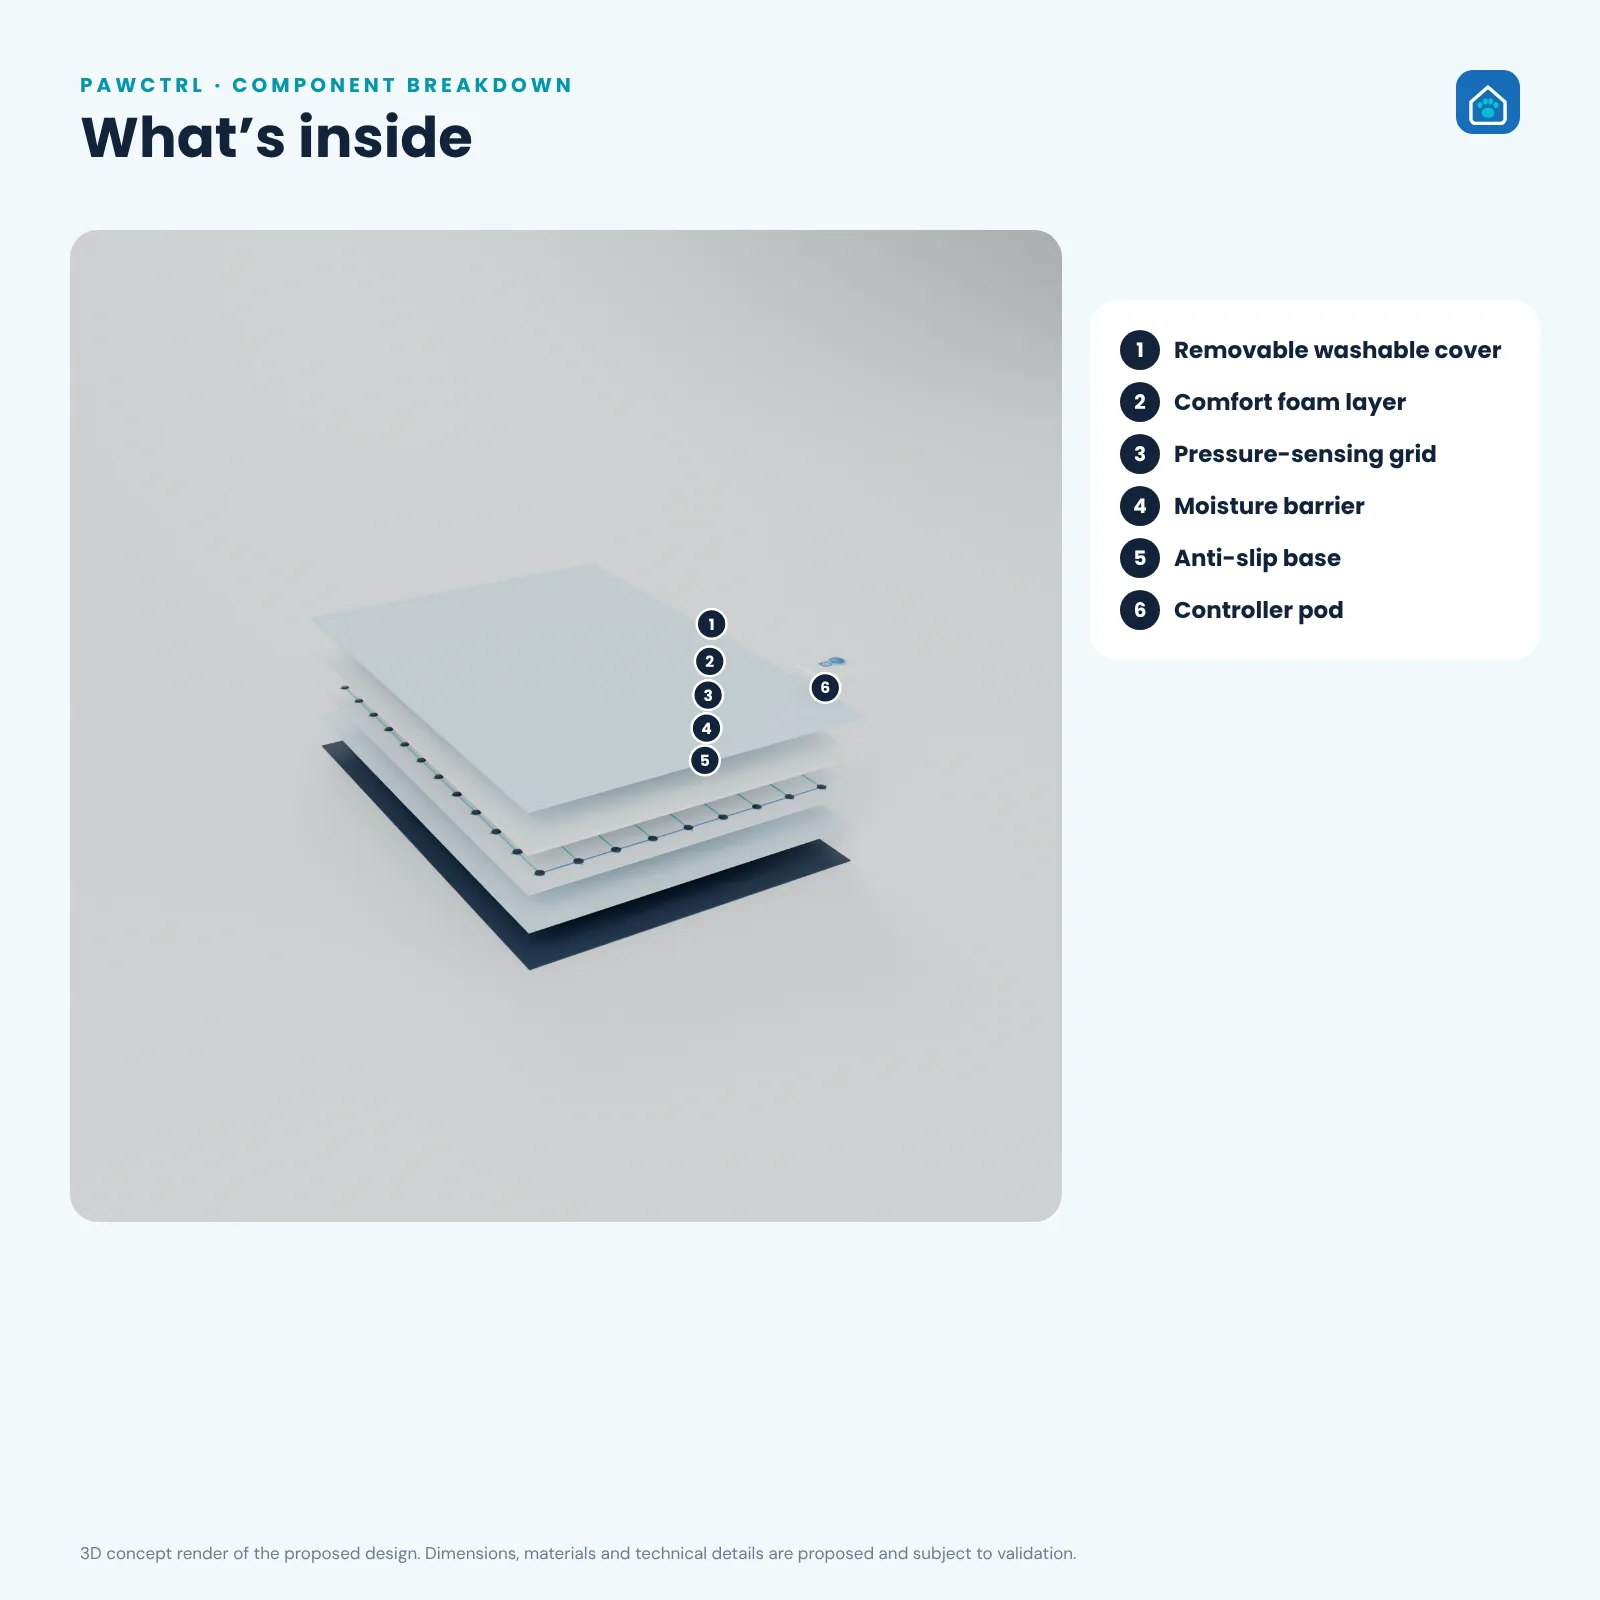 PAWCTRL · COMPONENT BREAKDOWN
What’s inside
1
2
3
4
5
6
1 Removable washable cover
2 Comfort foam layer
3 Pressure-sensing grid
4 Moisture barrier
5 Anti-slip base
6 Controller pod
3D concept render of the proposed design. Dimensions, materials and technical details are proposed and subject to validation.